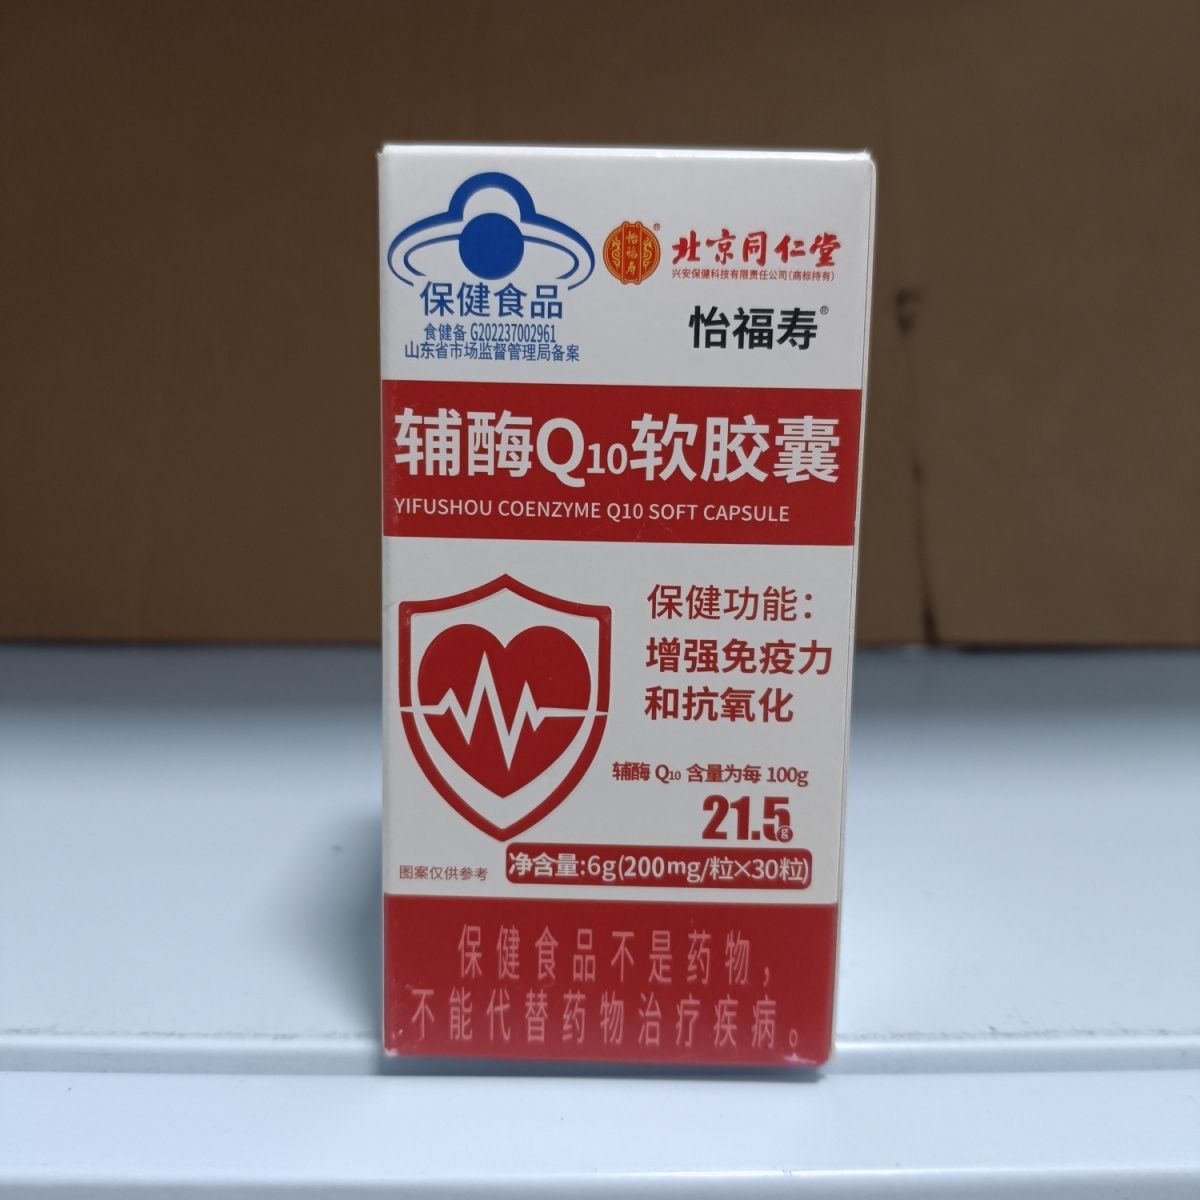 保健食品
食健备 G202237002961
山东省市场监督管理局备案
怡福寿®
北京同仁堂
兴安保健科技有限责任公司(商标持有)
怡福寿®
辅酶Q10软胶囊
YIFUSHOU COENZYME Q10 SOFT CAPSULE
保健功能：
增强免疫力
和抗氧化
辅酶 Q10 含量为每 100g
21.5g
图案仅供参考
净含量:6g(200mg/粒×30粒)
保健食品不是药物，
不能代替药物治疗疾病。